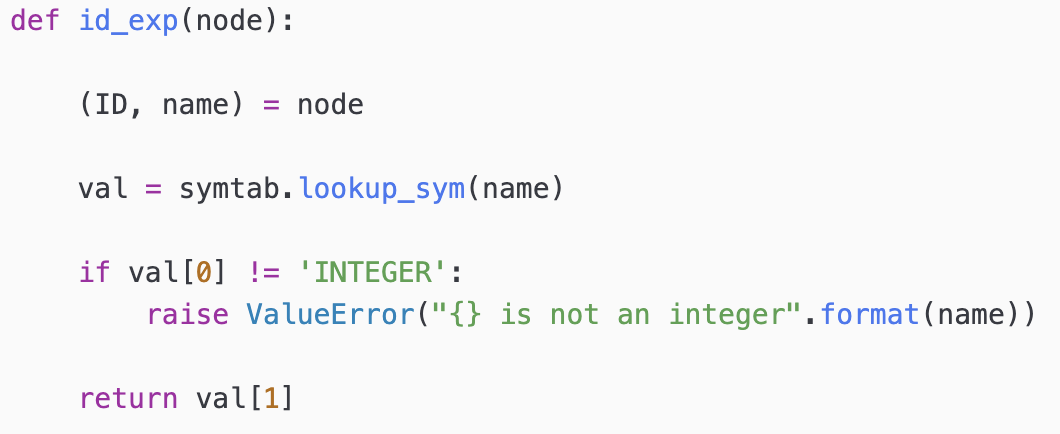 def id_exp(node):
    (ID, name) = node
    val = symtab.lookup_sym(name)
    if val[0] != 'INTEGER':
        raise ValueError("{} is not an integer".format(name))
    return val[1]